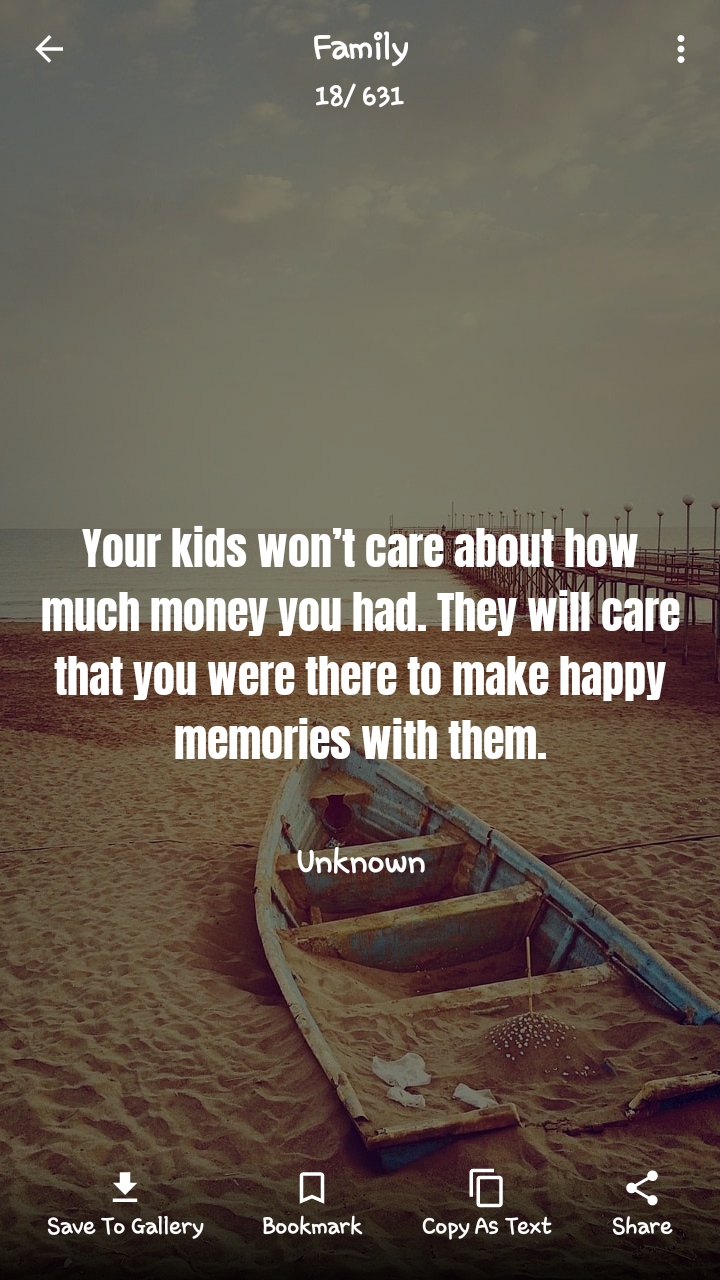 Family
18/ 631
Your kids won’t care about how
much money you had. They will care
that you were there to make happy
memories with them.
Unknown
Save To Gallery
Bookmark
Copy As Text
Share